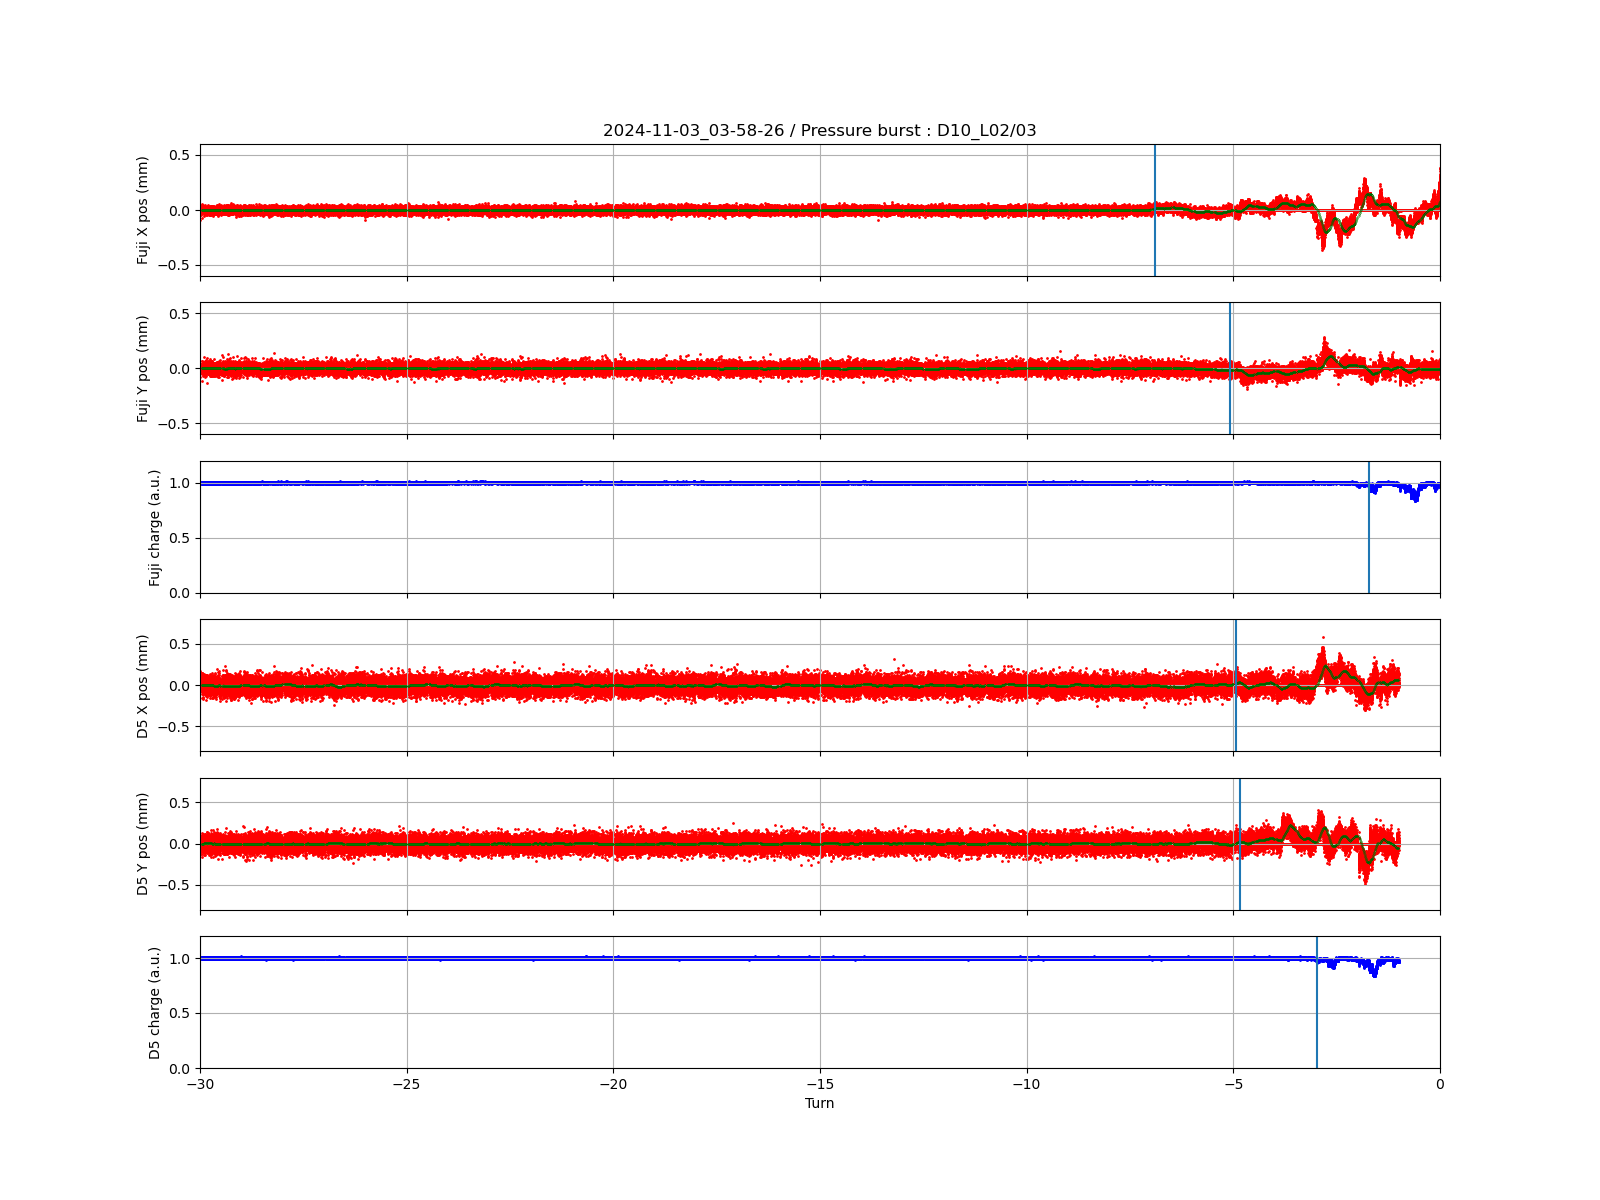 2024-11-03_03-58-26 / Pressure burst : D10_L02/03
Fuji X pos (mm)
0.5
0.0
−0.5
Fuji Y pos (mm)
0.5
0.0
−0.5
Fuji charge (a.u.)
1.0
0.5
0.0
D5 X pos (mm)
0.5
0.0
−0.5
D5 Y pos (mm)
0.5
0.0
−0.5
D5 charge (a.u.)
1.0
0.5
0.0
−30 −25 −20 −15 −10 −5 0
Turn